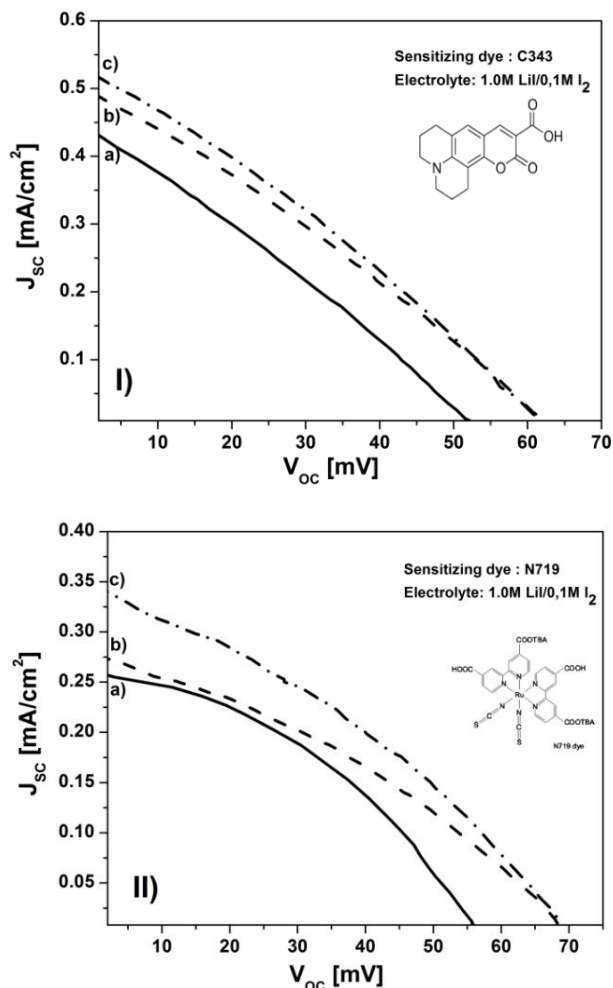 0.6
0.5
0.4
0.3
0.2
0.1
J_SC [mA/cm²]
c)
b)
a)
Sensitizing dye : C343
Electrolyte: 1.0M LiI/0,1M I₂
O
OH
N
O
O
I)
10 20 30 40 50 60 70
V_OC [mV]
0.40
0.35
0.30
0.25
0.20
0.15
0.10
0.05
J_SC [mA/cm²]
c)
b)
a)
Sensitizing dye : N719
Electrolyte: 1.0M LiI/0,1M I₂
COOTBA
HOOC
COOH
N
N
N
Ru
N
N
N
C
C
S
S
COOTBA
N719 dye
II)
10 20 30 40 50 60 70
V_OC [mV]